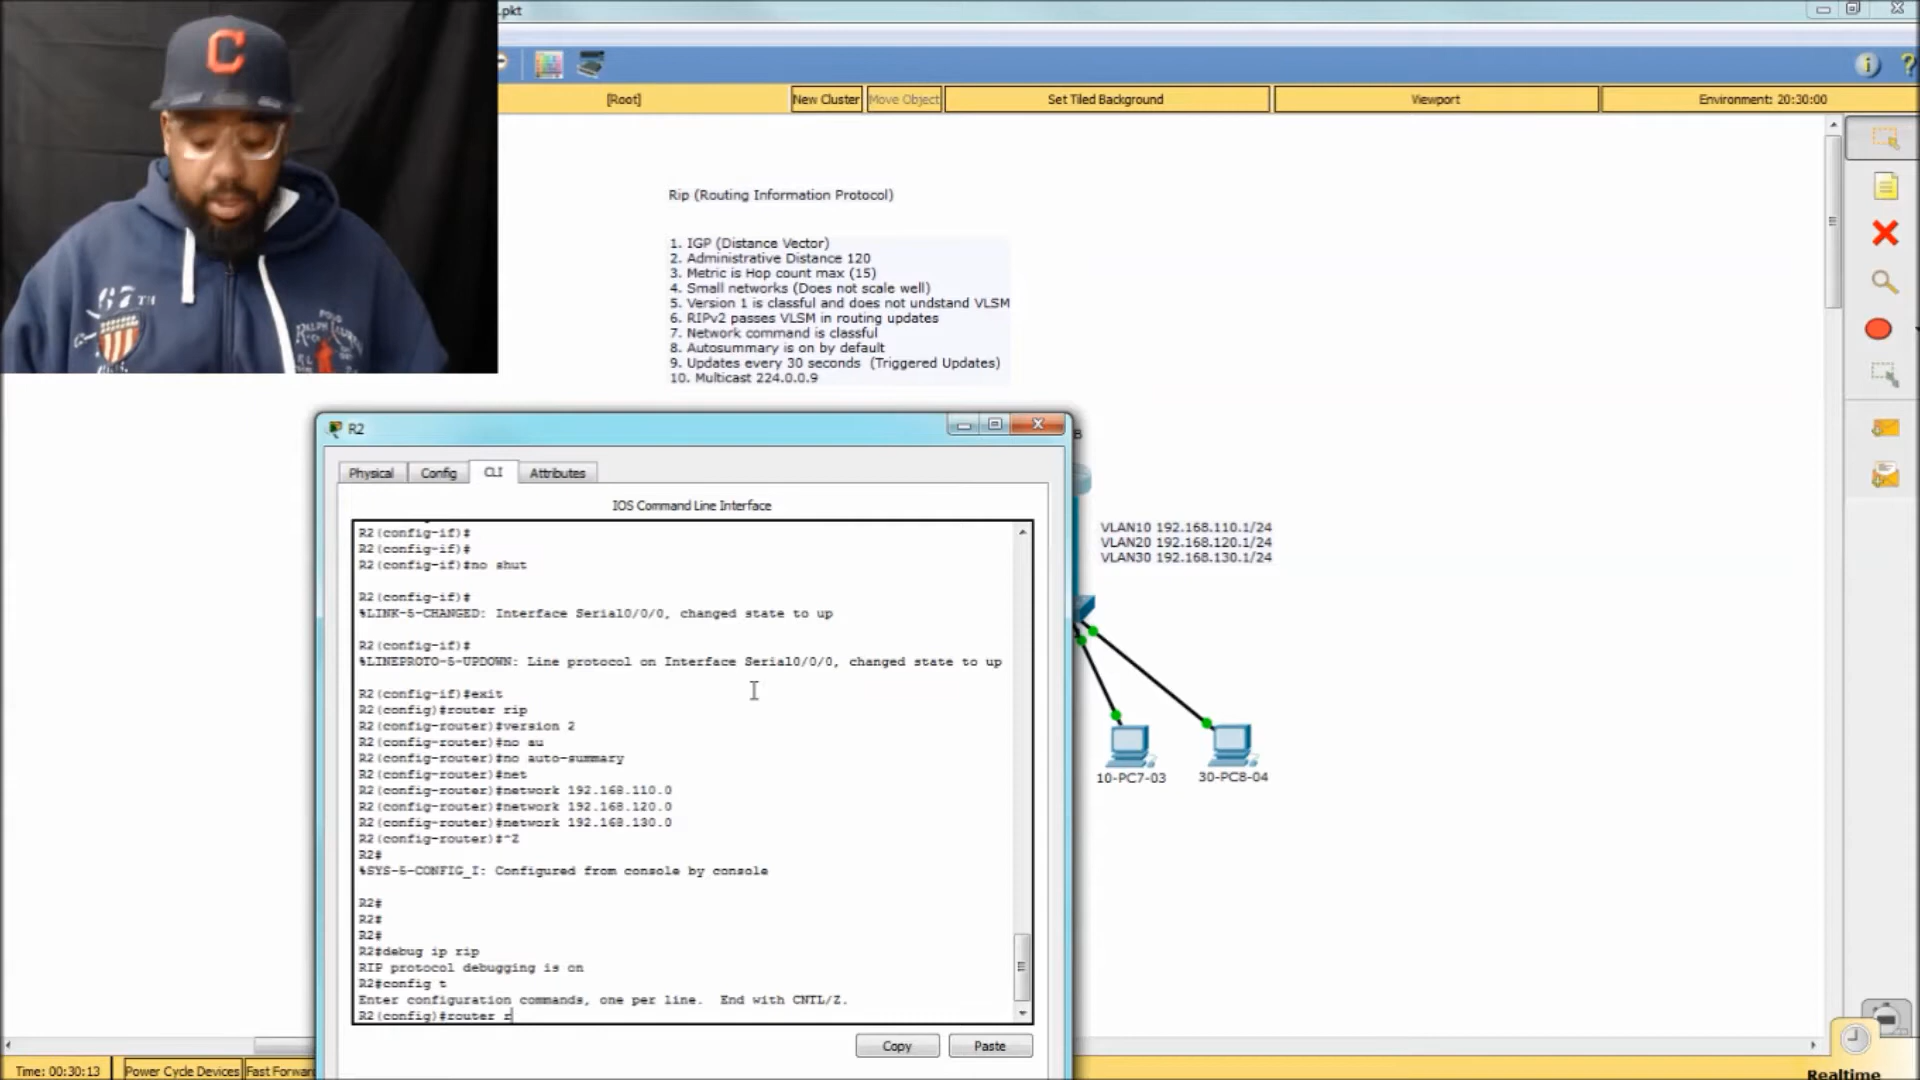 .pkt
[Root]
New Cluster
Move Object
Set Tiled Background
Viewport
Environment: 20:30:00
C
67TH
Rip (Routing Information Protocol)
1. IGP (Distance Vector)
2. Administrative Distance 120
3. Metric is Hop count max (15)
4. Small networks (Does not scale well)
5. Version 1 is classful and does not undstand VLSM
6. RIPv2 passes VLSM in routing updates
7. Network command is classful
8. Autosummary is on by default
9. Updates every 30 seconds  (Triggered Updates)
10. Multicast 224.0.0.9
R2
Physical
Config
CLI
Attributes
IOS Command Line Interface
R2(config-if)#
R2(config-if)#
R2(config-if)#no shut
R2(config-if)#
%LINK-5-CHANGED: Interface Serial0/0/0, changed state to up
R2(config-if)#
%LINEPROTO-5-UPDOWN: Line protocol on Interface Serial0/0/0, changed state to up
R2(config-if)#exit
R2(config)#router rip
R2(config-router)#version 2
R2(config-router)#no au
R2(config-router)#no auto-summary
R2(config-router)#net
R2(config-router)#network 192.168.110.0
R2(config-router)#network 192.168.120.0
R2(config-router)#network 192.168.130.0
R2(config-router)#^Z
R2#
%SYS-5-CONFIG_I: Configured from console by console
R2#
R2#
R2#
R2#debug ip rip
RIP protocol debugging is on
R2#config t
Enter configuration commands, one per line.  End with CNTL/Z.
R2(config)#router r
Copy
Paste
VLAN10 192.168.110.1/24
VLAN20 192.168.120.1/24
VLAN30 192.168.130.1/24
10-PC7-03
30-PC8-04
Time: 00:30:13
Power Cycle Devices
Fast Forwar
Realtime